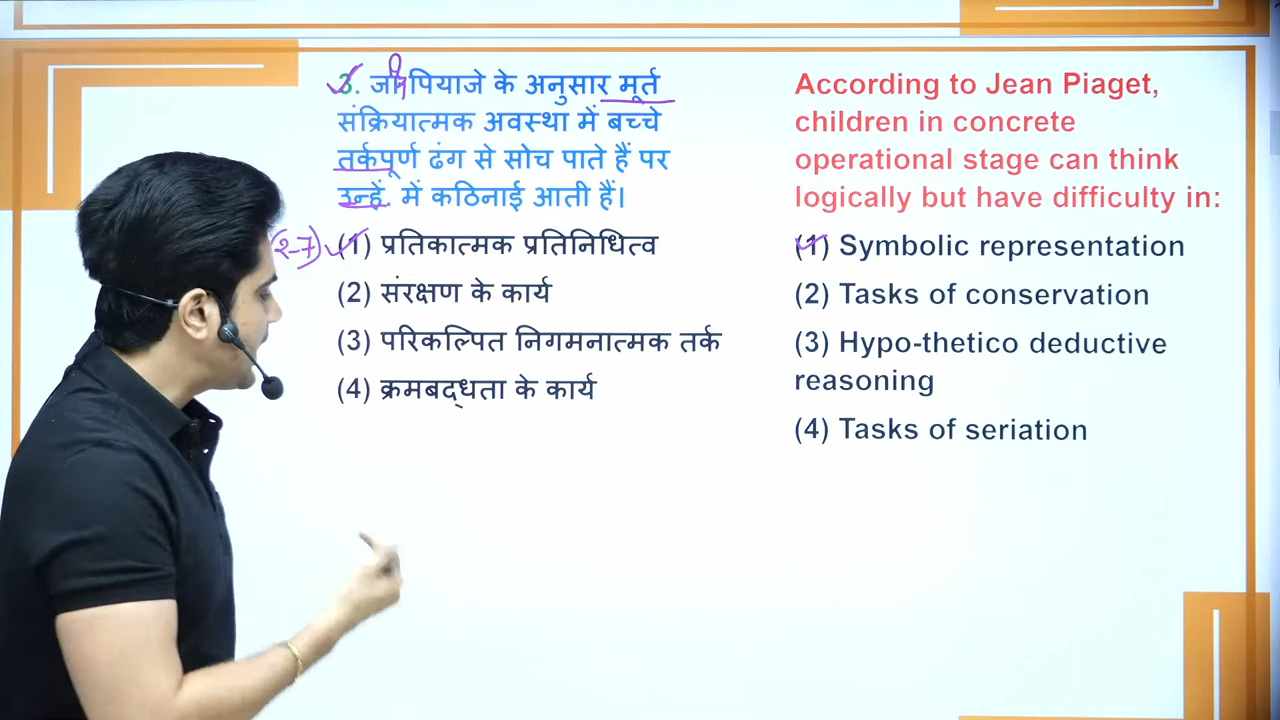 3. जीन पियाजे के अनुसार मूर्त
संक्रियात्मक अवस्था में बच्चे
तर्कपूर्ण ढंग से सोच पाते हैं पर
उन्हें. में कठिनाई आती हैं।
(2-7) (1) प्रतिकात्मक प्रतिनिधित्व
(2) संरक्षण के कार्य
(3) परिकल्पित निगमनात्मक तर्क
(4) क्रमबद्धता के कार्य
According to Jean Piaget,
children in concrete
operational stage can think
logically but have difficulty in:
(1) Symbolic representation
(2) Tasks of conservation
(3) Hypo-thetico deductive
reasoning
(4) Tasks of seriation